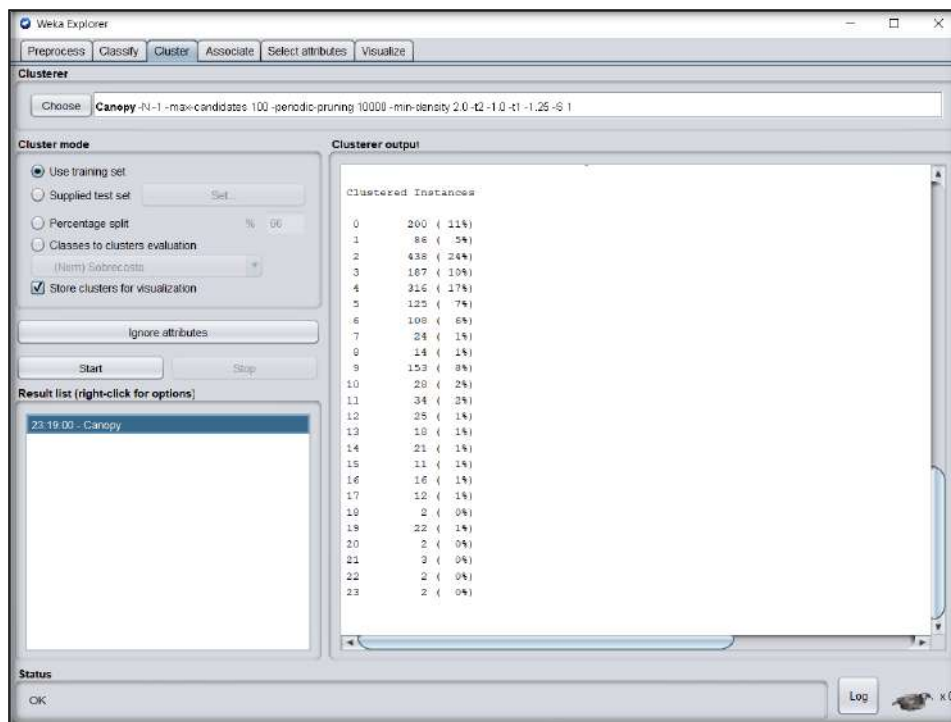 Weka Explorer
Preprocess Classify Cluster Associate Select attributes Visualize
Clusterer
Choose Canopy -N -1 -max-candidates 100 -periodic-pruning 10000 -min-density 2.0 -t2 -1.0 -t1 -1.25 -S 1
Cluster mode
Use training set
Supplied test set Set...
Percentage split % 66
Classes to clusters evaluation
(Nom) Sobrecosto
Store clusters for visualization
Ignore attributes
Start Stop
Result list (right-click for options)
23:19:00 - Canopy
Clusterer output
Clustered Instances
0 200 ( 11%)
1 86 ( 5%)
2 438 ( 24%)
3 187 ( 10%)
4 316 ( 17%)
5 125 ( 7%)
6 108 ( 6%)
7 24 ( 1%)
8 14 ( 1%)
9 153 ( 8%)
10 28 ( 2%)
11 34 ( 2%)
12 25 ( 1%)
13 18 ( 1%)
14 21 ( 1%)
15 11 ( 1%)
16 16 ( 1%)
17 12 ( 1%)
18 2 ( 0%)
19 22 ( 1%)
20 2 ( 0%)
21 3 ( 0%)
22 2 ( 0%)
23 2 ( 0%)
Status
OK
Log x 0